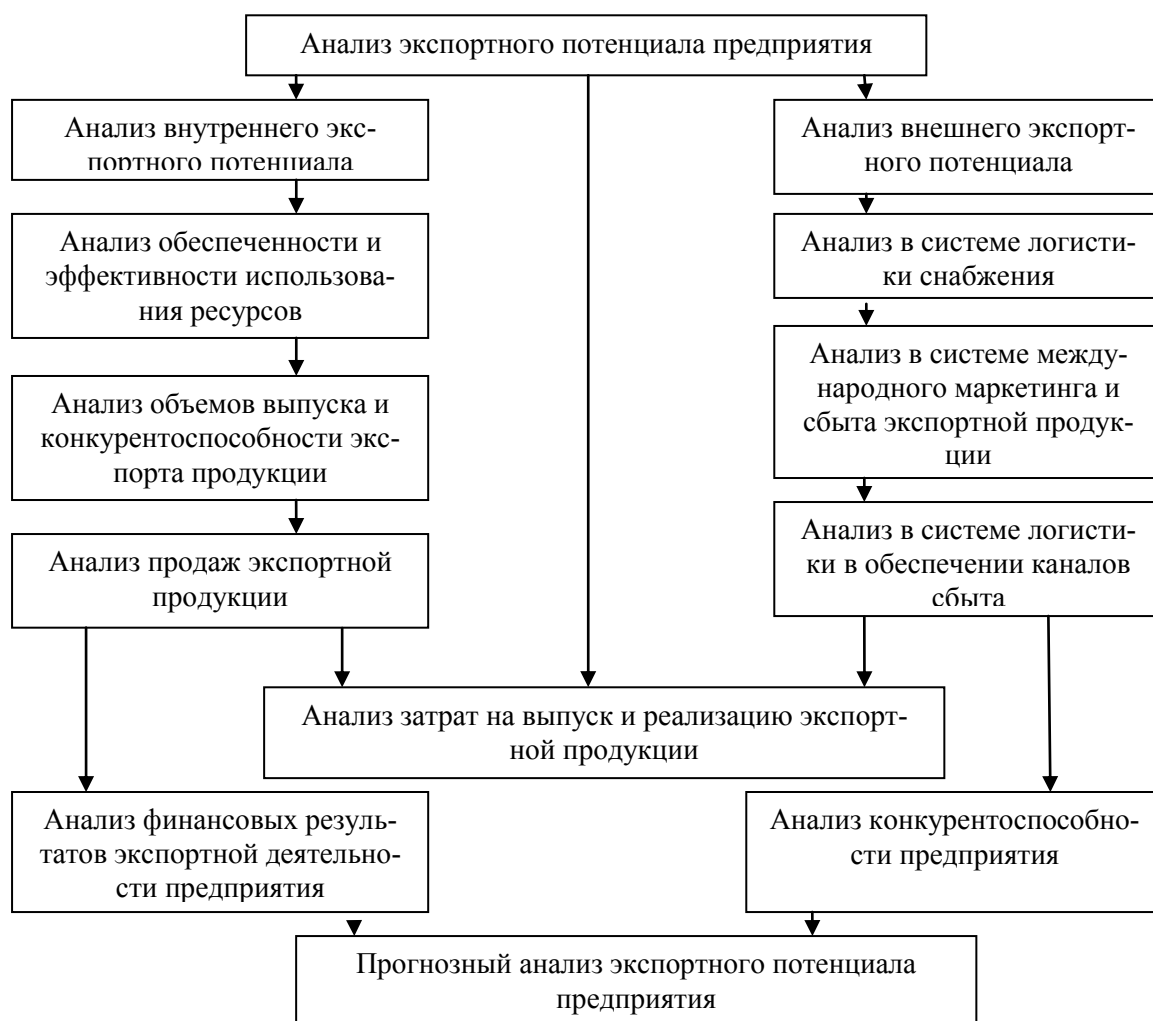 Анализ экспортного потенциала предприятия
Анализ внутреннего экс-
портного потенциала
Анализ внешнего экспорт-
ного потенциала
Анализ обеспеченности и
эффективности использова-
ния ресурсов
Анализ в системе логисти-
ки снабжения
Анализ объемов выпуска и
конкурентоспособности экс-
порта продукции
Анализ в системе между-
народного маркетинга и
сбыта экспортной продук-
ции
Анализ продаж экспортной
продукции
Анализ в системе логисти-
ки в обеспечении каналов
сбыта
Анализ затрат на выпуск и реализацию экспорт-
ной продукции
Анализ финансовых резуль-
татов экспортной деятельно-
сти предприятия
Анализ конкурентоспособно-
сти предприятия
Прогнозный анализ экспортного потенциала
предприятия